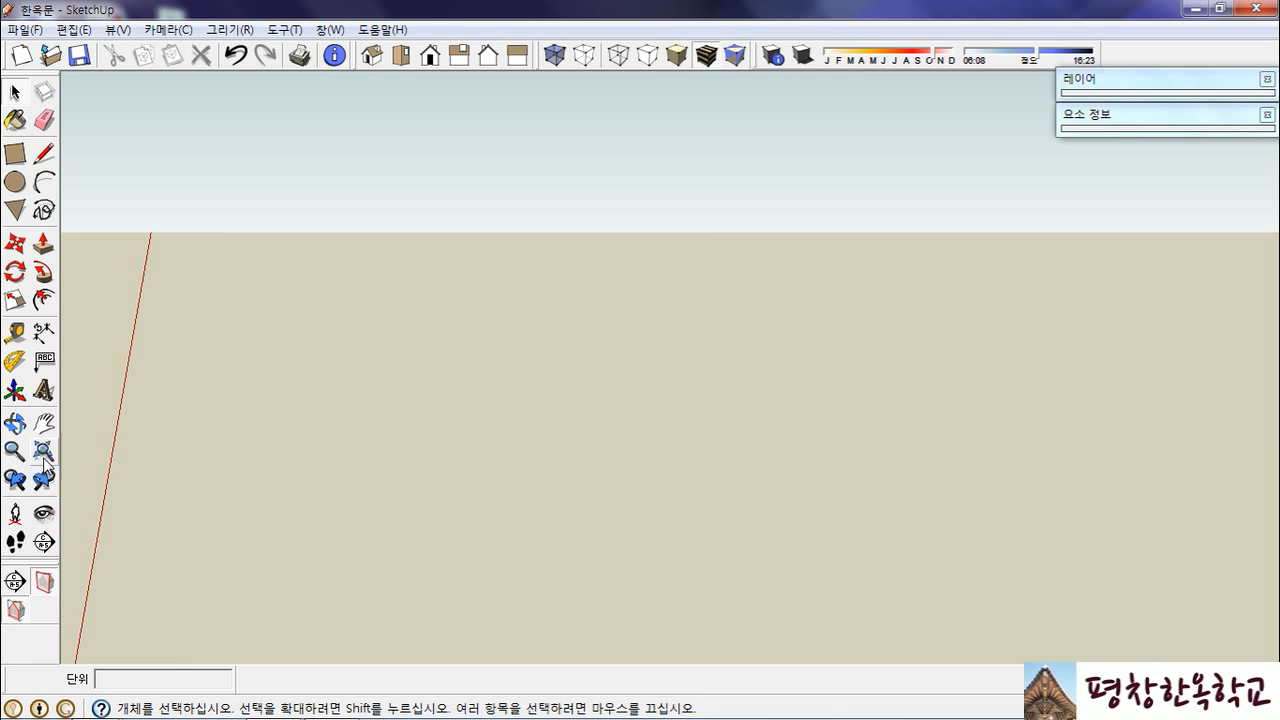 한옥문 - SketchUp
파일(F) 편집(E) 뷰(V) 카메라(C) 그리기(R) 도구(T) 창(W) 도움말(H)
J F M A M J J A S O N D 06:08 정오 16:23
레이어
요소 정보
ABC
단위
개체를 선택하십시오. 선택을 확대하려면 Shift를 누르십시오. 여러 항목을 선택하려면 마우스를 끄십시오.
평창한옥학교